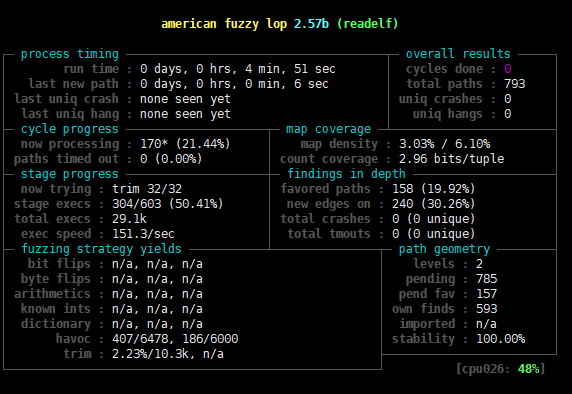 american fuzzy lop 2.57b (readelf)
process timing overall results
run time : 0 days, 0 hrs, 4 min, 51 sec cycles done : 0
last new path : 0 days, 0 hrs, 0 min, 6 sec total paths : 793
last uniq crash : none seen yet uniq crashes : 0
last uniq hang : none seen yet uniq hangs : 0
cycle progress map coverage
now processing : 170* (21.44%) map density : 3.03% / 6.10%
paths timed out : 0 (0.00%) count coverage : 2.96 bits/tuple
stage progress findings in depth
now trying : trim 32/32 favored paths : 158 (19.92%)
stage execs : 304/603 (50.41%) new edges on : 240 (30.26%)
total execs : 29.1k total crashes : 0 (0 unique)
exec speed : 151.3/sec total tmouts : 0 (0 unique)
fuzzing strategy yields path geometry
bit flips : n/a, n/a, n/a levels : 2
byte flips : n/a, n/a, n/a pending : 785
arithmetics : n/a, n/a, n/a pend fav : 157
known ints : n/a, n/a, n/a own finds : 593
dictionary : n/a, n/a, n/a imported : n/a
havoc : 407/6478, 186/6000 stability : 100.00%
trim : 2.23%/10.3k, n/a
[cpu026: 48%]